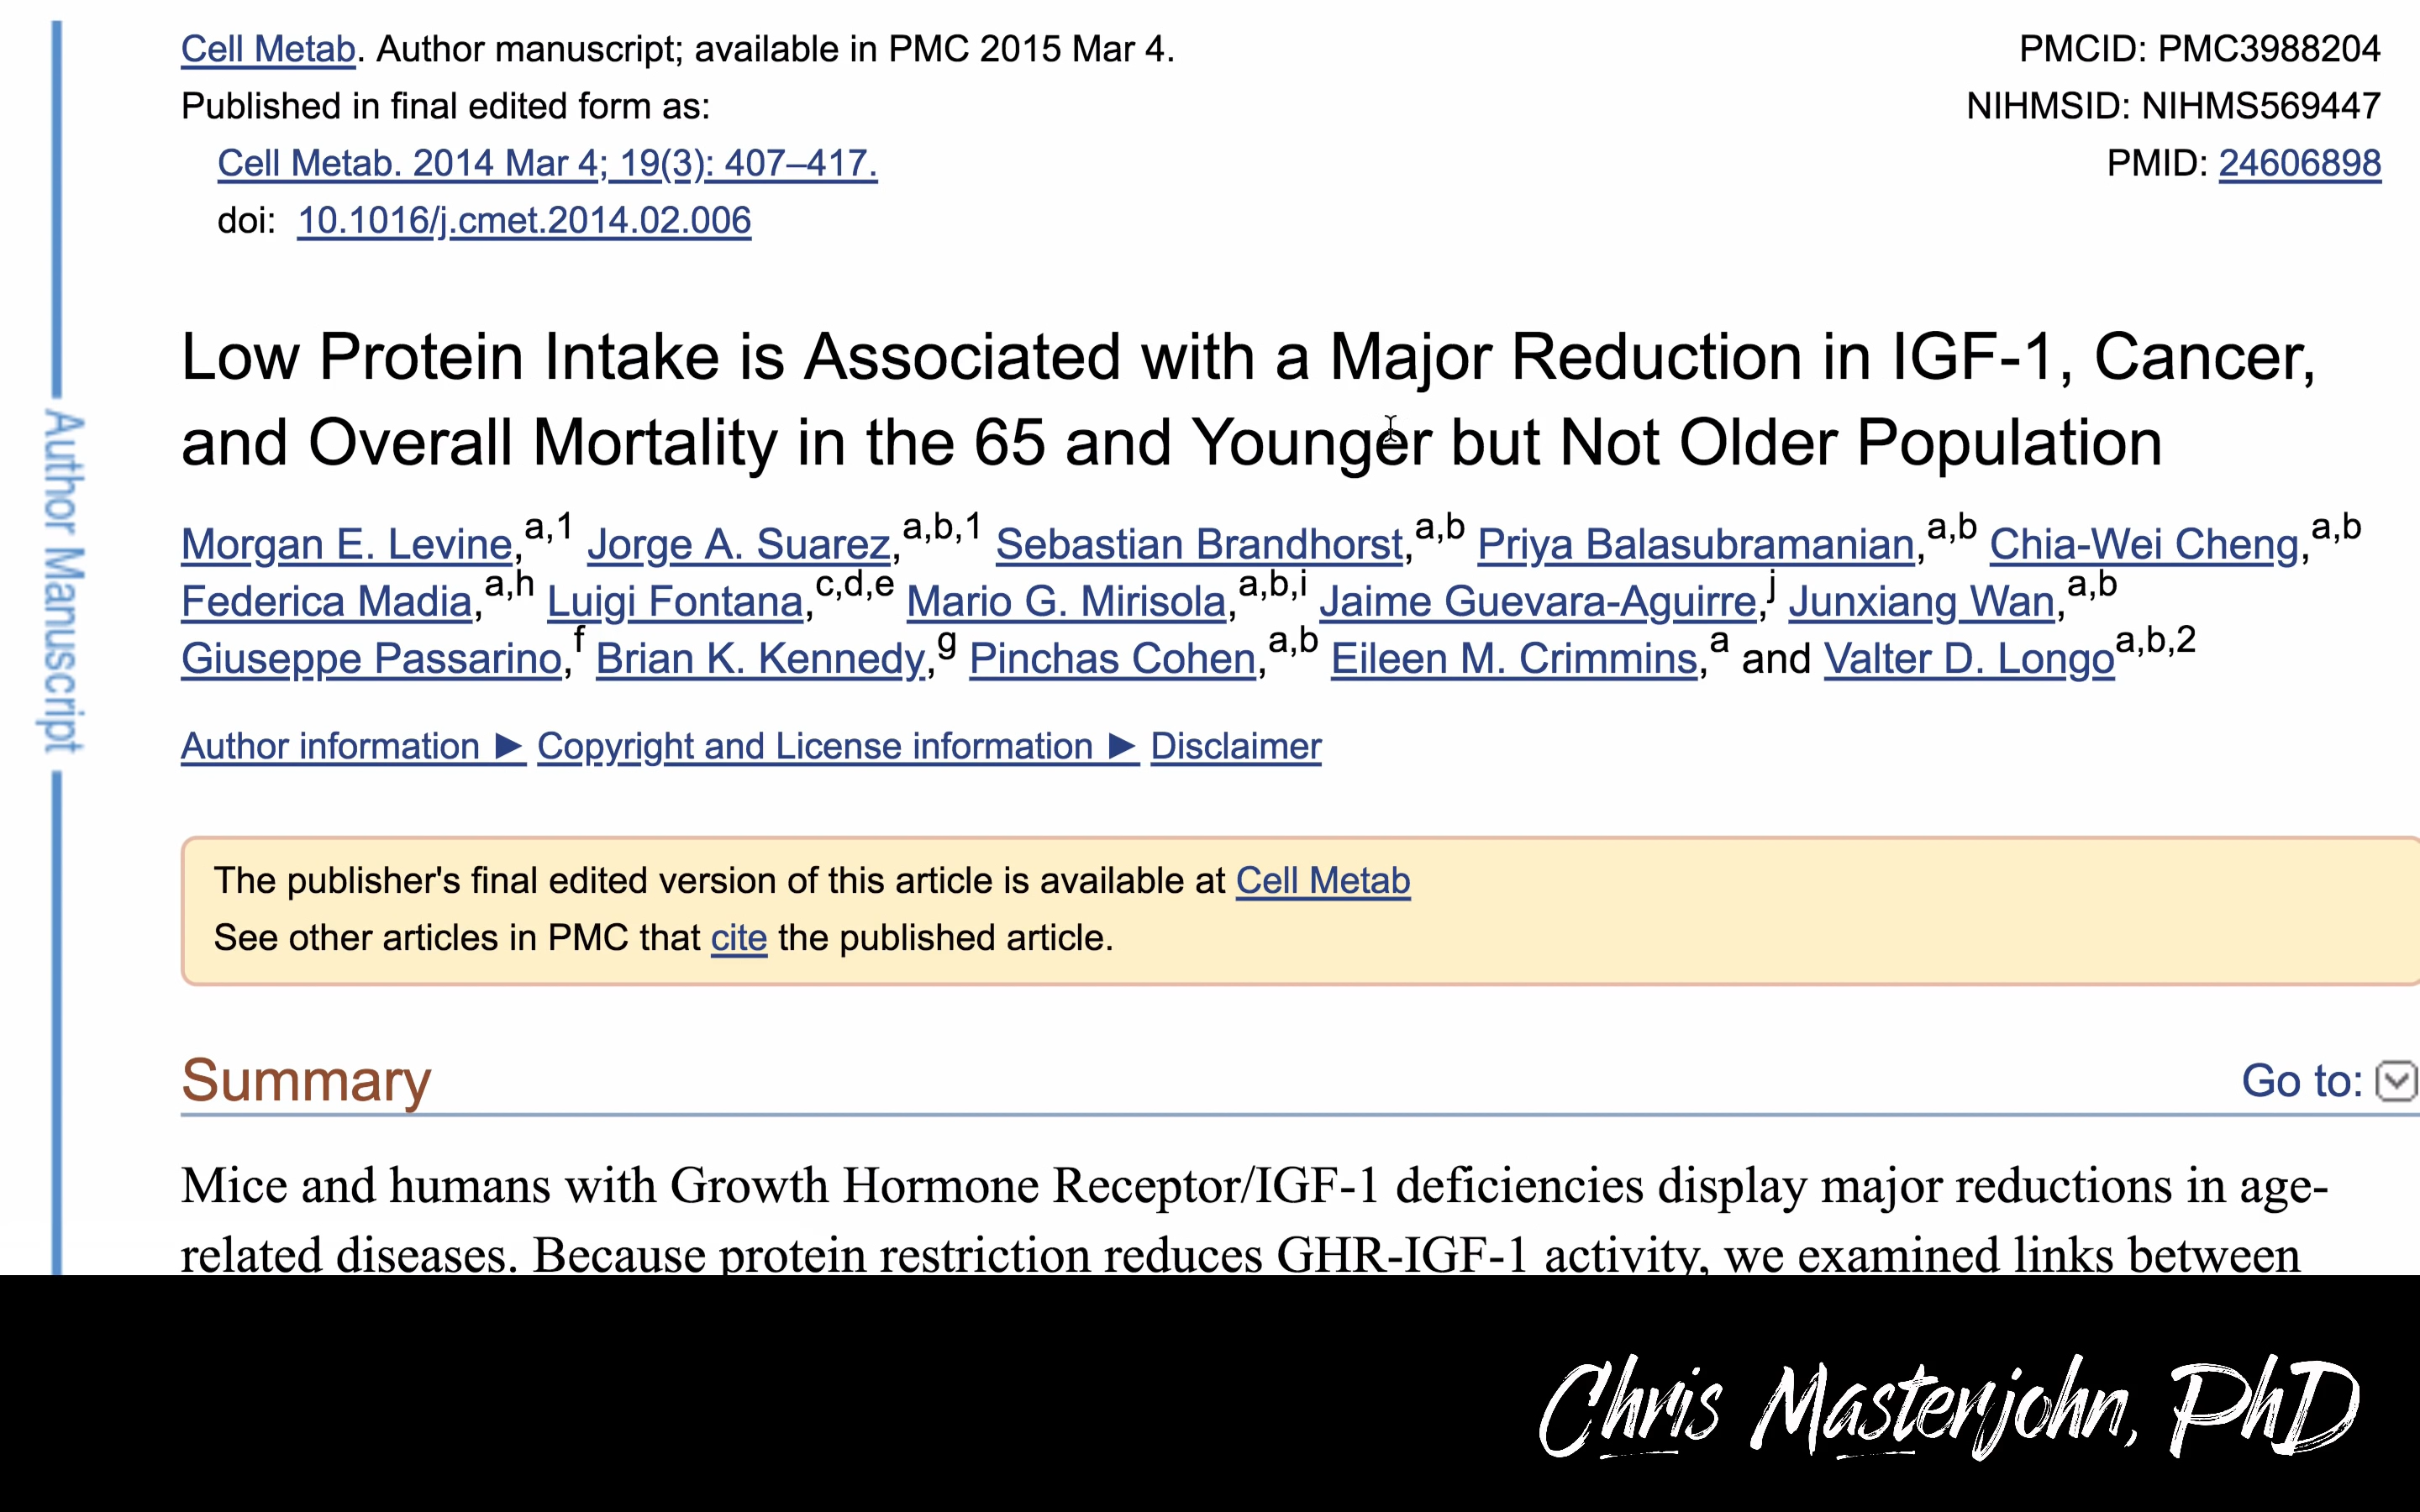 Cell Metab. Author manuscript; available in PMC 2015 Mar 4.
Published in final edited form as:
Cell Metab. 2014 Mar 4; 19(3): 407–417.
doi: 10.1016/j.cmet.2014.02.006
PMCID: PMC3988204
NIHMSID: NIHMS569447
PMID: 24606898
Author Manuscript
Low Protein Intake is Associated with a Major Reduction in IGF-1, Cancer,
and Overall Mortality in the 65 and Younger but Not Older Population
Morgan E. Levine,a,1 Jorge A. Suarez,a,b,1 Sebastian Brandhorst,a,b Priya Balasubramanian,a,b Chia-Wei Cheng,a,b
Federica Madia,a,h Luigi Fontana,c,d,e Mario G. Mirisola,a,b,i Jaime Guevara-Aguirre,j Junxiang Wan,a,b
Giuseppe Passarino,f Brian K. Kennedy,g Pinchas Cohen,a,b Eileen M. Crimmins,a and Valter D. Longoa,b,2
Author information ► Copyright and License information ► Disclaimer
The publisher's final edited version of this article is available at Cell Metab
See other articles in PMC that cite the published article.
Summary
Go to:
Mice and humans with Growth Hormone Receptor/IGF-1 deficiencies display major reductions in age-
related diseases. Because protein restriction reduces GHR-IGF-1 activity, we examined links between
Chris Masterjohn, PhD